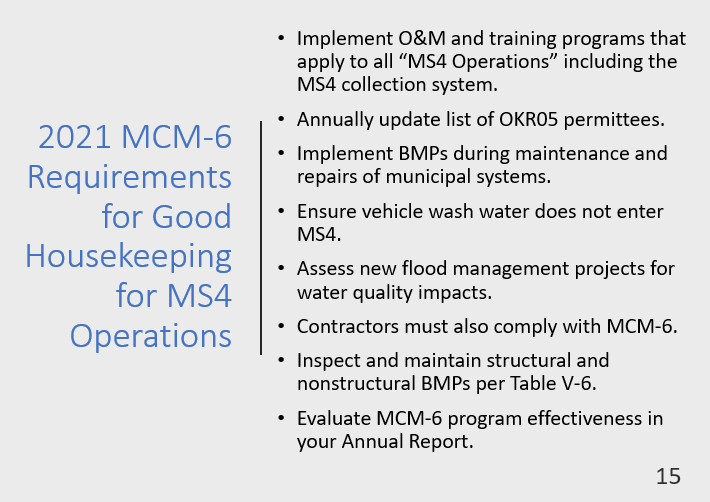 2021 MCM-6
Requirements
for Good
Housekeeping
for MS4
Operations
• Implement O&M and training programs that
apply to all “MS4 Operations” including the
MS4 collection system.
• Annually update list of OKR05 permittees.
• Implement BMPs during maintenance and
repairs of municipal systems.
• Ensure vehicle wash water does not enter
MS4.
• Assess new flood management projects for
water quality impacts.
• Contractors must also comply with MCM-6.
• Inspect and maintain structural and
nonstructural BMPs per Table V-6.
• Evaluate MCM-6 program effectiveness in
your Annual Report.
15